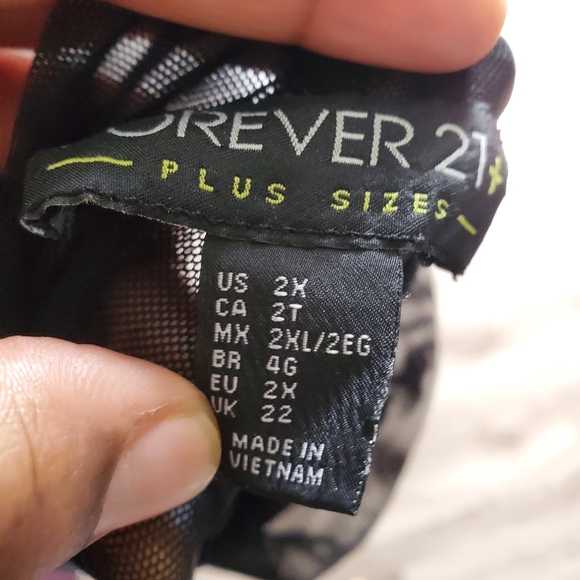 FOREVER 21+
PLUS SIZES
US 2X
CA 2T
MX 2XL/2EG
BR 4G
EU 2X
UK 22
MADE IN
VIETNAM